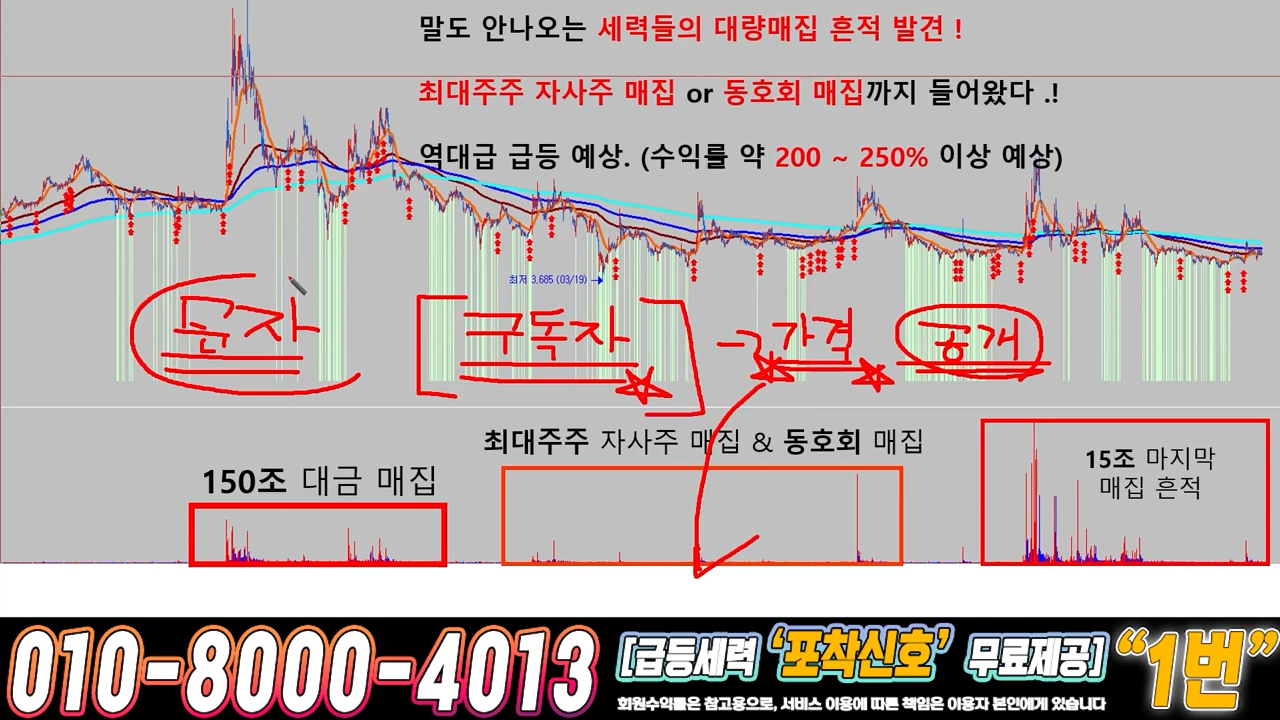 말도 안나오는 세력들의 대량매집 흔적 발견 !
최대주주 자사주 매집 or 동호회 매집까지 들어왔다 .!
역대급 급등 예상. (수익률 약 200 ~ 250% 이상 예상)
최저 3,685 (03/19)
문자 구독자 가격 공개
최대주주 자사주 매집 & 동호회 매집
150조 대금 매집
15조 마지막
매집 흔적
010-8000-4013 [급등세력 ‘포착신호’ 무료제공] “1번”
회원수익률은 참고용으로, 서비스 이용에 따른 책임은 이용자 본인에게 있습니다